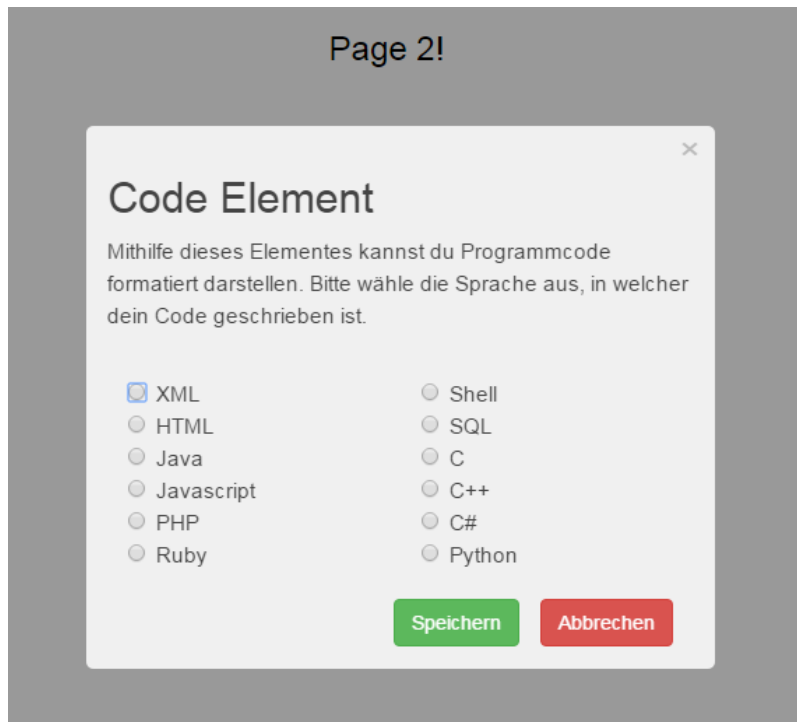 Page 2!
×
Code Element
Mithilfe dieses Elementes kannst du Programmcode
formatiert darstellen. Bitte wähle die Sprache aus, in welcher
dein Code geschrieben ist.
XML
HTML
Java
Javascript
PHP
Ruby
Shell
SQL
C
C++
C#
Python
Speichern
Abbrechen